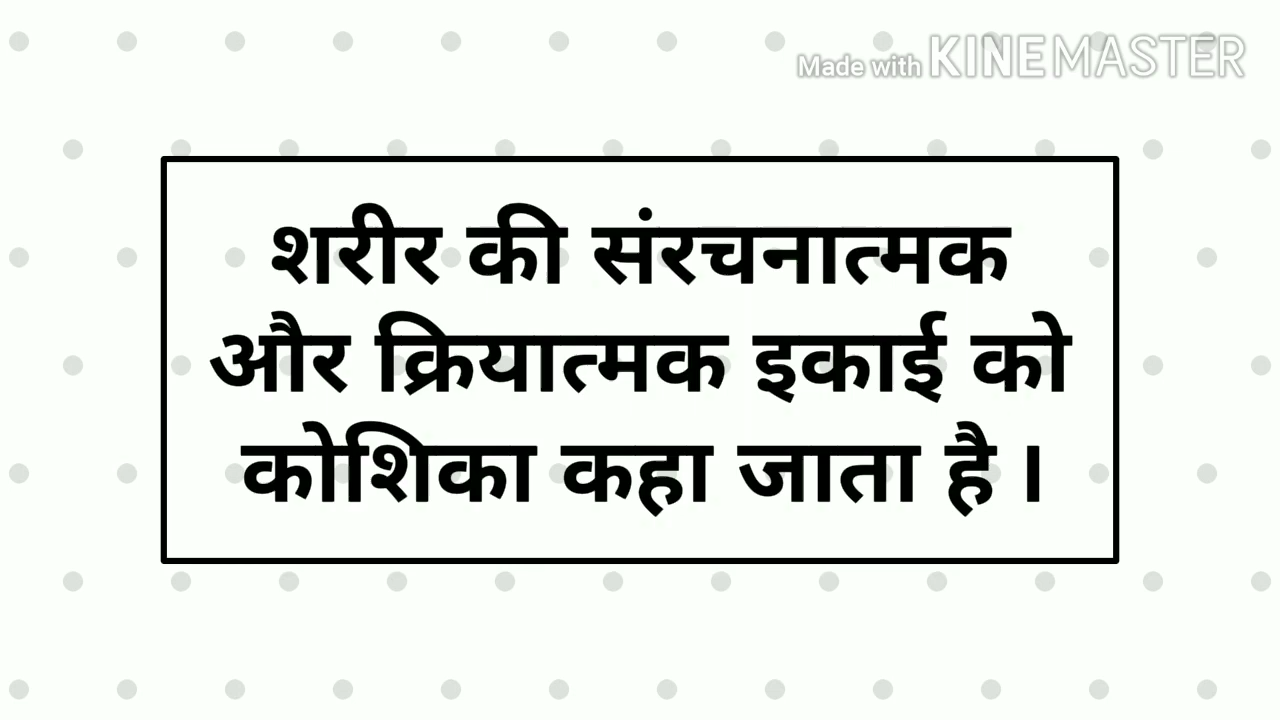 Made with KINEMASTER
शरीर की संरचनात्मक
और क्रियात्मक इकाई को
कोशिका कहा जाता है ।